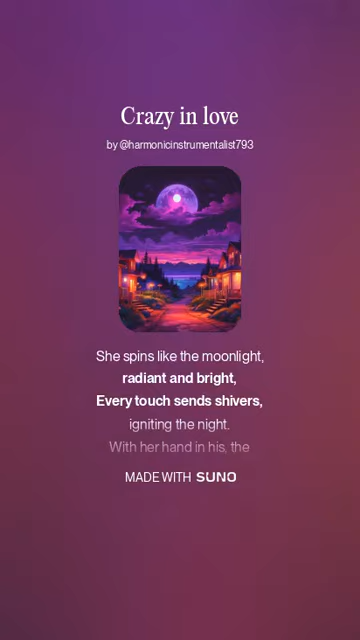 Crazy in love
by @harmonicinstrumentalist793
She spins like the moonlight,
radiant and bright,
Every touch sends shivers,
igniting the night.
With her hand in his, the
MADE WITH SUNO